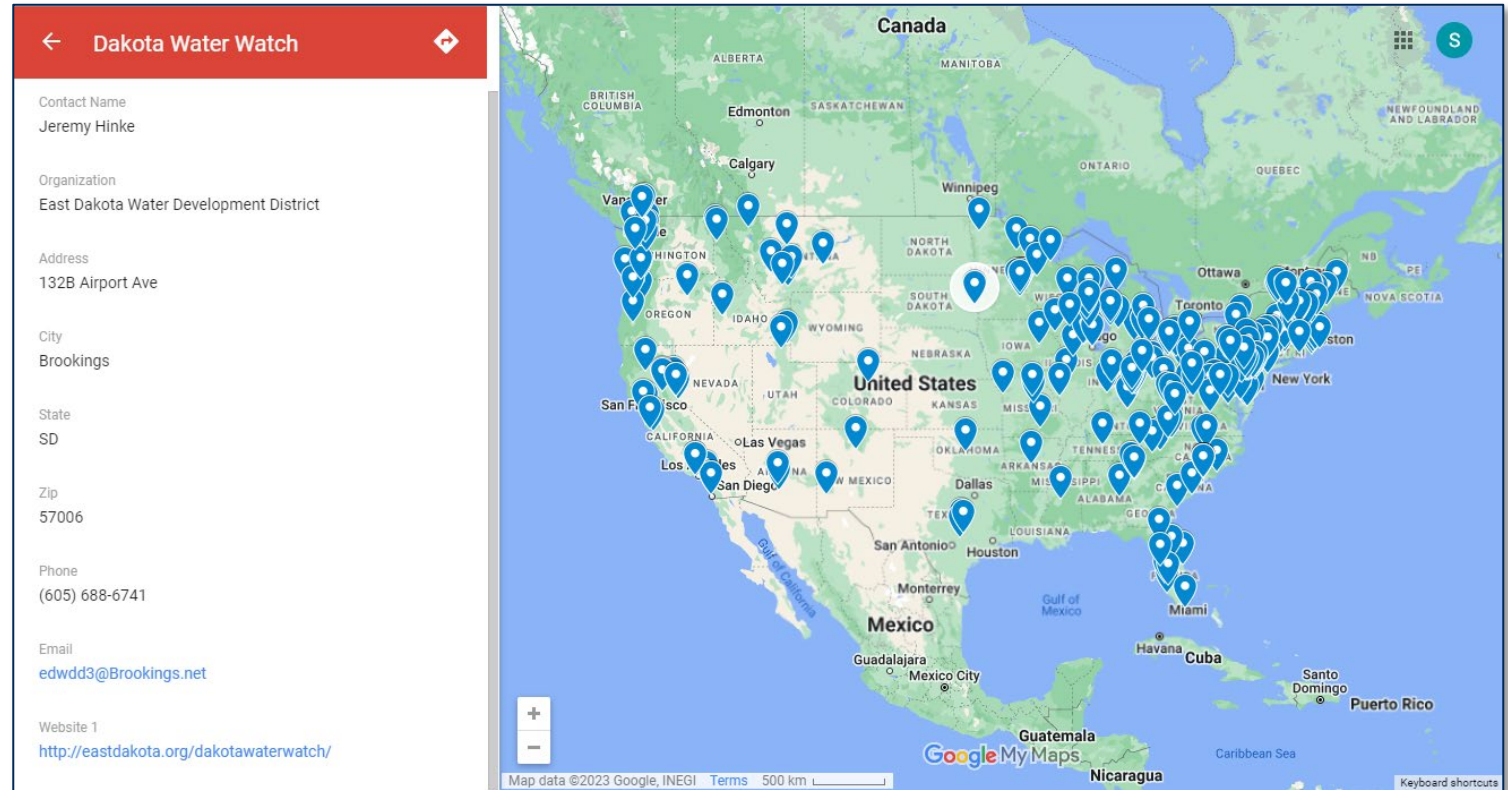 Dakota Water Watch
Contact Name
Jeremy Hinke
Organization
East Dakota Water Development District
Address
132B Airport Ave
City
Brookings
State
SD
Zip
57006
Phone
(605) 688-6741
Email
edwdd3@Brookings.net
Website 1
http://eastdakota.org/dakotawaterwatch/
Canada
S
ALBERTA
MANITOBA
BRITISH
COLUMBIA
Edmonton
SASKATCHEWAN
NEWFOUNDLAND
AND LABRADOR
Calgary
ONTARIO
QUEBEC
Winnipeg
NORTH
DAKOTA
Ottawa
NB
PE
NOVA SCOTIA
SOUTH
DAKOTA
Toronto
OREGON
IDAHO
WYOMING
IOWA
NEBRASKA
New York
NEVADA
UTAH
United States
COLORADO
KANSAS
CALIFORNIA
Las Vegas
OKLAHOMA
ARKANSAS
San Diego
Dallas
ALABAMA
LOUISIANA
San Antonio
Houston
Gulf of California
Monterrey
Gulf of
Mexico
Miami
Mexico
Havana
Cuba
Guadalajara
Mexico City
Santo
Domingo
Puerto Rico
Guatemala
Google My Maps
Caribbean Sea
Nicaragua
Map data ©2023 Google, INEGI Terms 500 km
Keyboard shortcuts